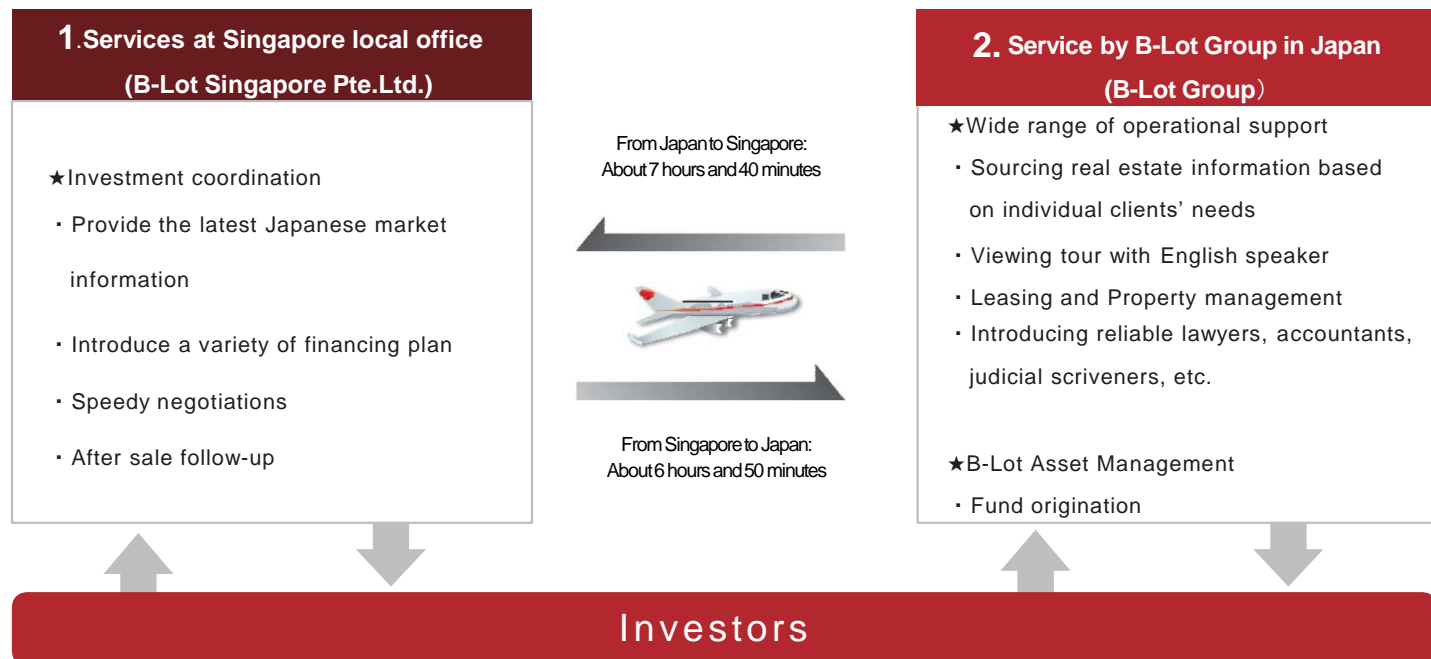 1.Services at Singapore local office
(B-Lot Singapore Pte.Ltd.)
★Investment coordination
・Provide the latest Japanese market
information
・Introduce a variety of financing plan
・Speedy negotiations
・After sale follow-up
From Japan to Singapore:
About 7 hours and 40 minutes
From Singapore to Japan:
About 6 hours and 50 minutes
2. Service by B-Lot Group in Japan
(B-Lot Group）
★Wide range of operational support
・Sourcing real estate information based
on individual clients’ needs
・Viewing tour with English speaker
・Leasing and Property management
・Introducing reliable lawyers, accountants,
judicial scriveners, etc.
★B-Lot Asset Management
・Fund origination
Investors